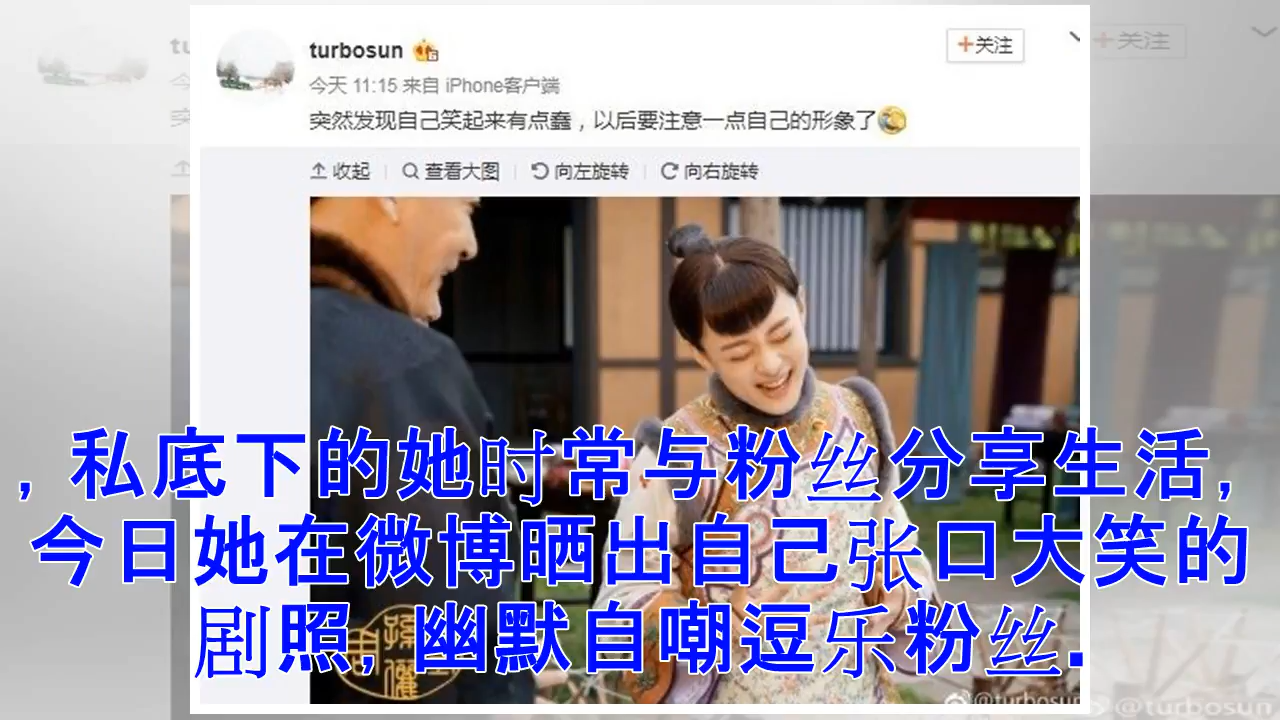 turbosun
+关注
今天 11:15 来自 iPhone客户端
突然发现自己笑起来有点蠢，以后要注意一点自己的形象了
收起
查看大图
向左旋转
向右旋转
，私底下的她时常与粉丝分享生活，
今日她在微博晒出自己张口大笑的
剧照，幽默自嘲逗乐粉丝.
@turbosun
+关注
@turbosun